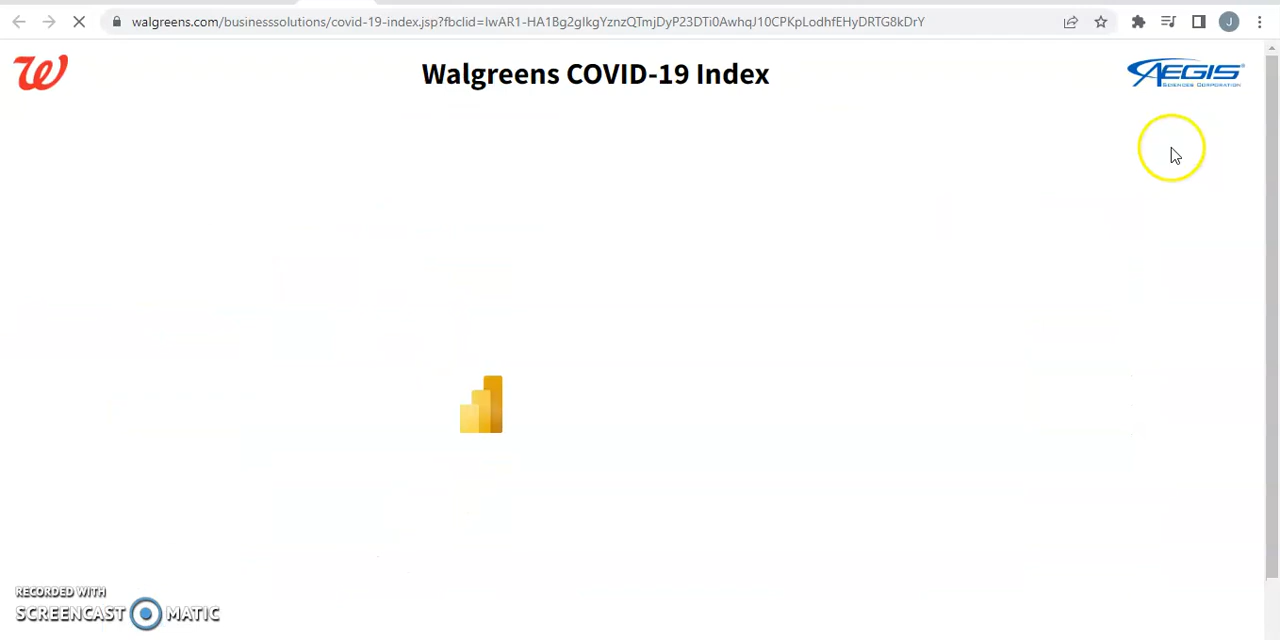 walgreens.com/businesssolutions/covid-19-index.jsp?fbclid=IwAR1-HA1Bg2glkgYznzQTmjDyP23DTi0AwhqJ10CPKpLodhfEHyDRTG8kDrY
J
W
Walgreens COVID-19 Index
AEGIS
SCIENCES CORPORATION
RECORDED WITH
SCREENCAST MATIC